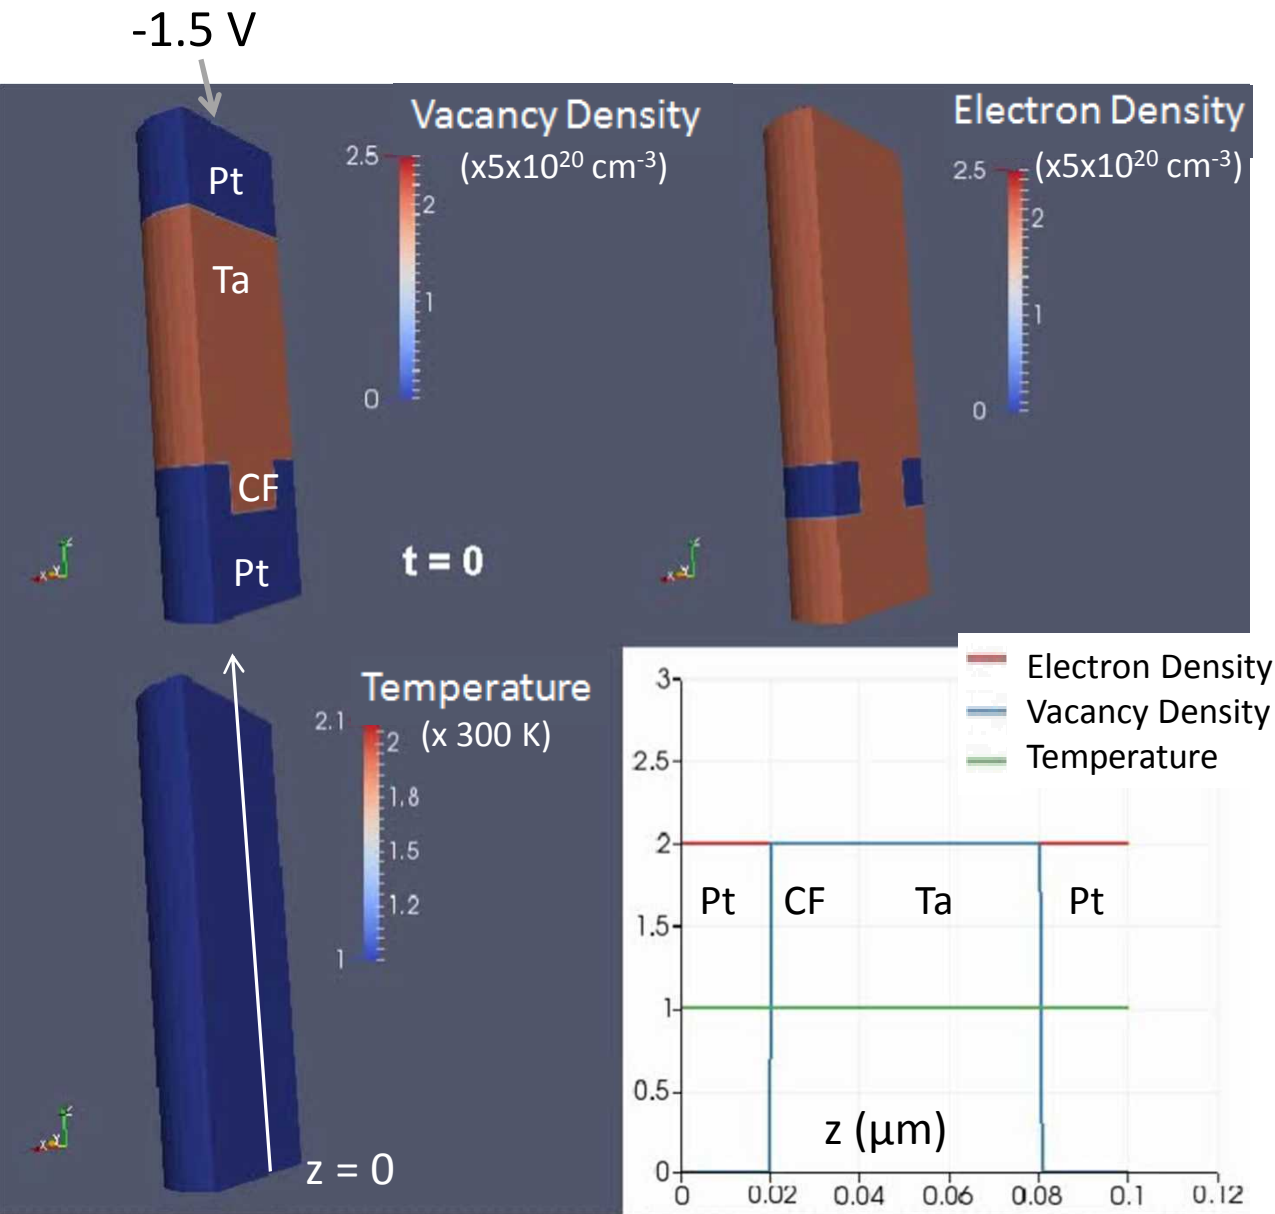 -1.5 V
Vacancy Density
(x5x10²⁰ cm⁻³)
2.5
2
1
0
Pt
Ta
CF
Pt
t = 0
Electron Density
(x5x10²⁰ cm⁻³)
2.5
2
1
0
Temperature
(x 300 K)
2.1
2
1.8
1.5
1.2
1
z = 0
Electron Density
Vacancy Density
Temperature
3
2.5
2
1.5
1
0.5
0
Pt CF Ta Pt
z (μm)
0 0.02 0.04 0.06 0.08 0.1 0.12